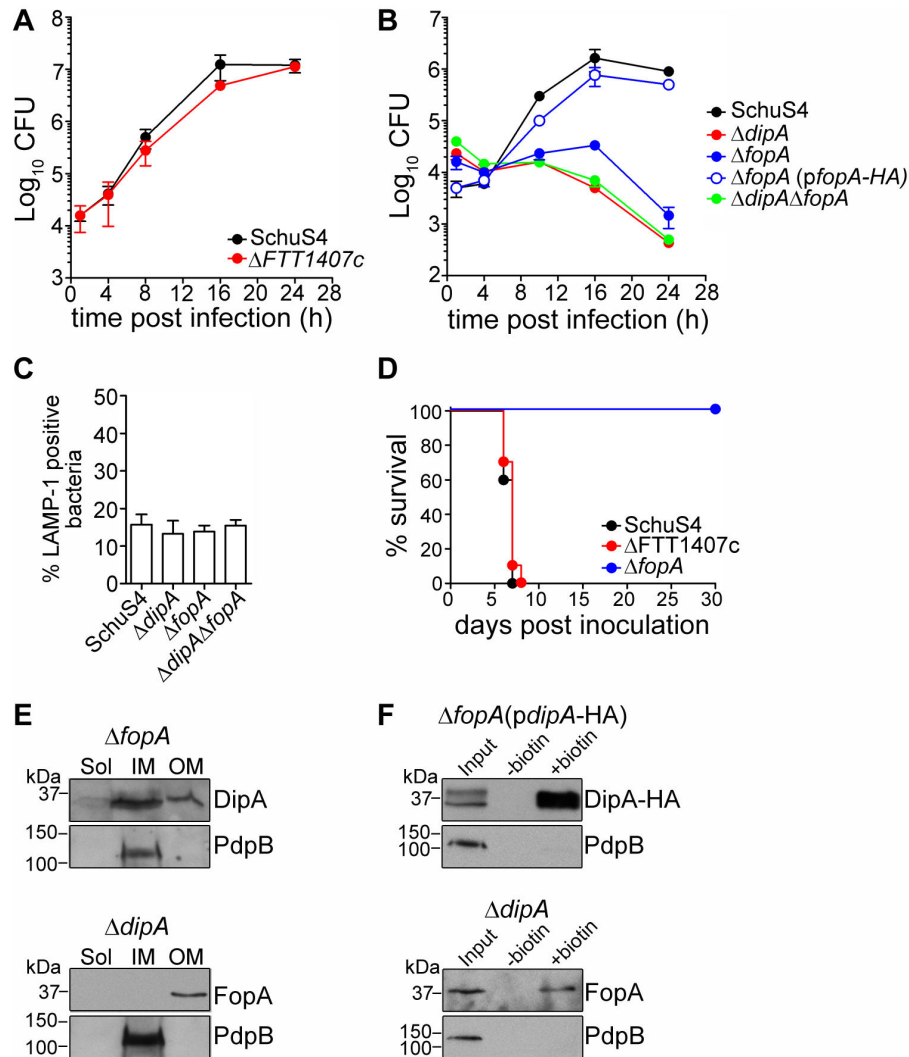 A
8
7
6
5
4
3
Log10 CFU
SchuS4
ΔFTT1407c
0 4 8 12 16 20 24 28
time post infection (h)
B
7
6
5
4
3
2
Log10 CFU
SchuS4
ΔdipA
ΔfopA
ΔfopA (pfopA-HA)
ΔdipAΔfopA
0 4 8 12 16 20 24 28
time post infection (h)
C
50
40
30
20
10
0
% LAMP-1 positive
bacteria
SchuS4
ΔdipA
ΔfopA
ΔdipAΔfopA
D
100
80
60
40
20
0
% survival
SchuS4
ΔFTT1407c
ΔfopA
0 5 10 15 20 25 30
days post inoculation
E
ΔfopA
Sol IM OM
kDa
37
DipA
150
100
PdpB
ΔdipA
Sol IM OM
kDa
37
FopA
150
100
PdpB
F
ΔfopA(pdipA-HA)
Input -biotin +biotin
kDa
37
DipA-HA
150
100
PdpB
ΔdipA
Input -biotin +biotin
kDa
37
FopA
150
100
PdpB